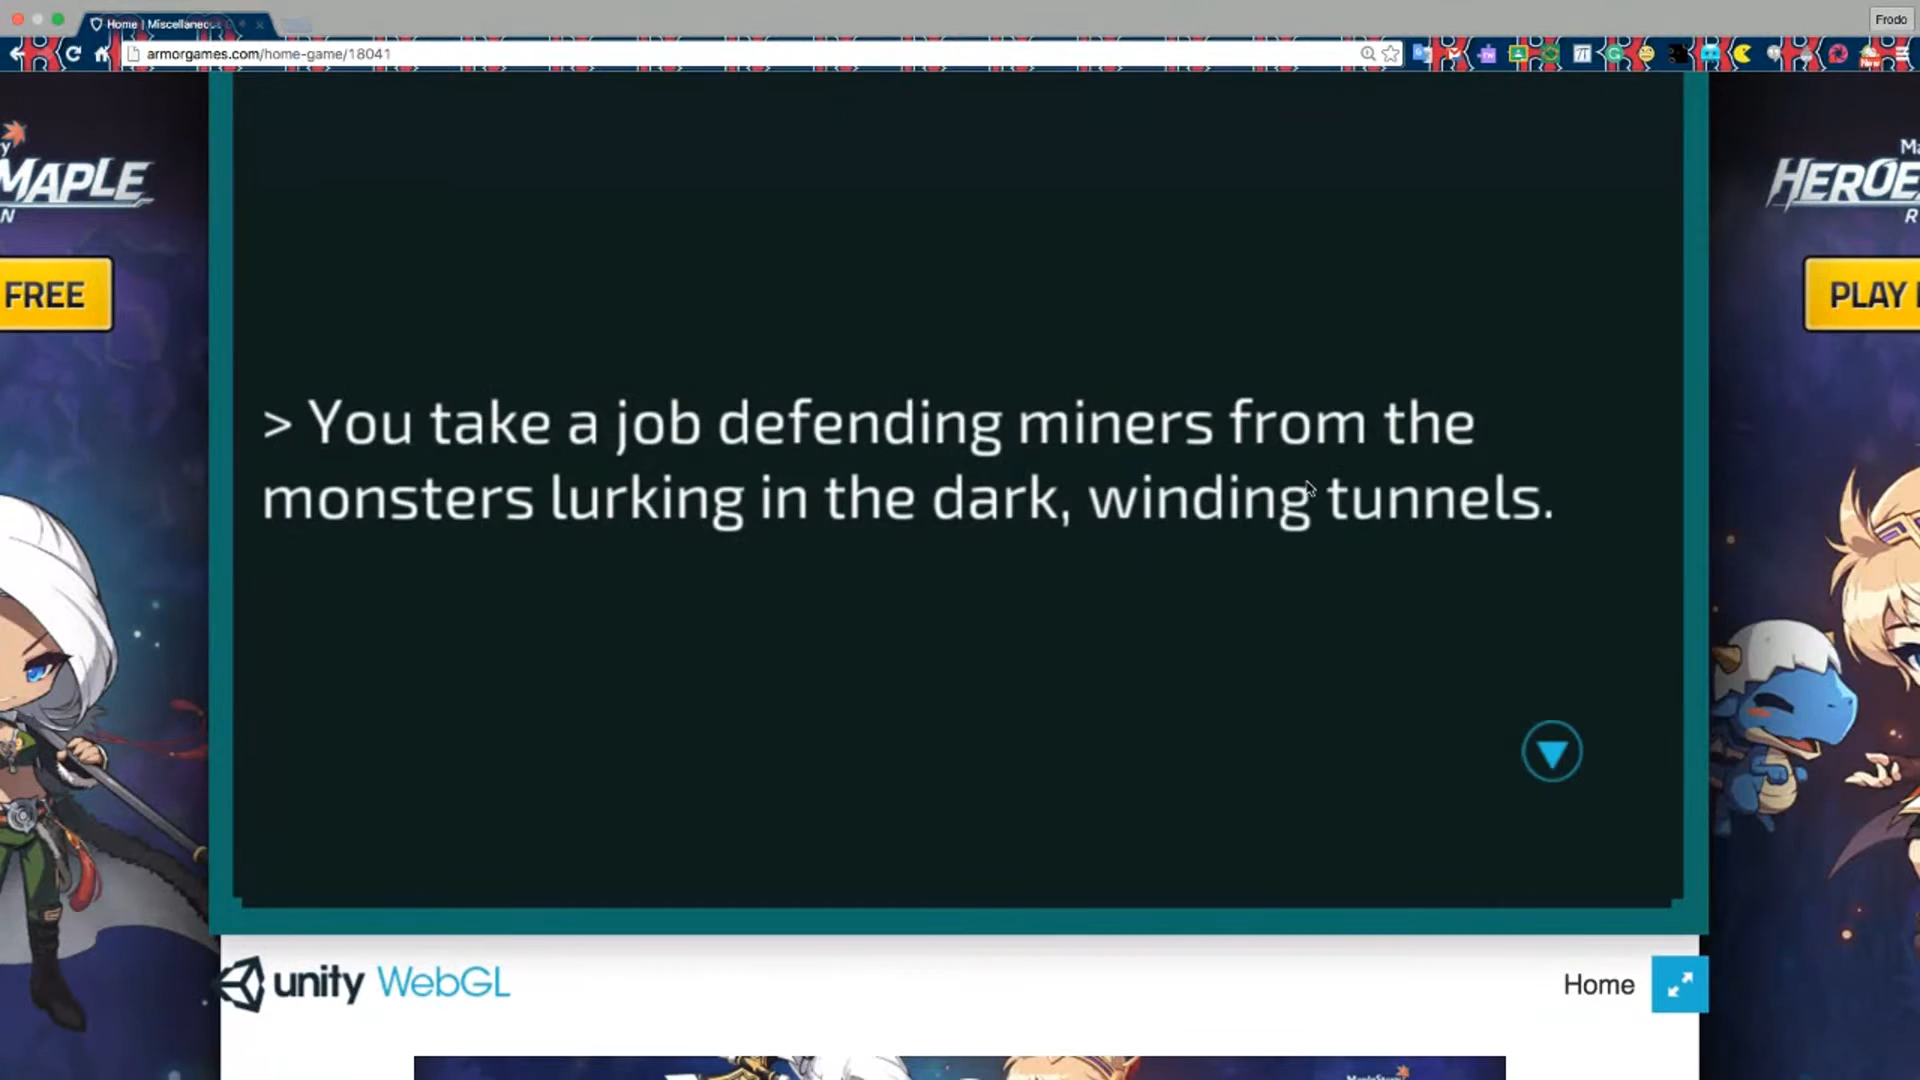 Home | Miscellaneous
Frodo
armorgames.com/home-game/18041
New
MAPLE
N
FREE
HEROE
R
PLAY
> You take a job defending miners from the
monsters lurking in the dark, winding tunnels.
unity WebGL
Home